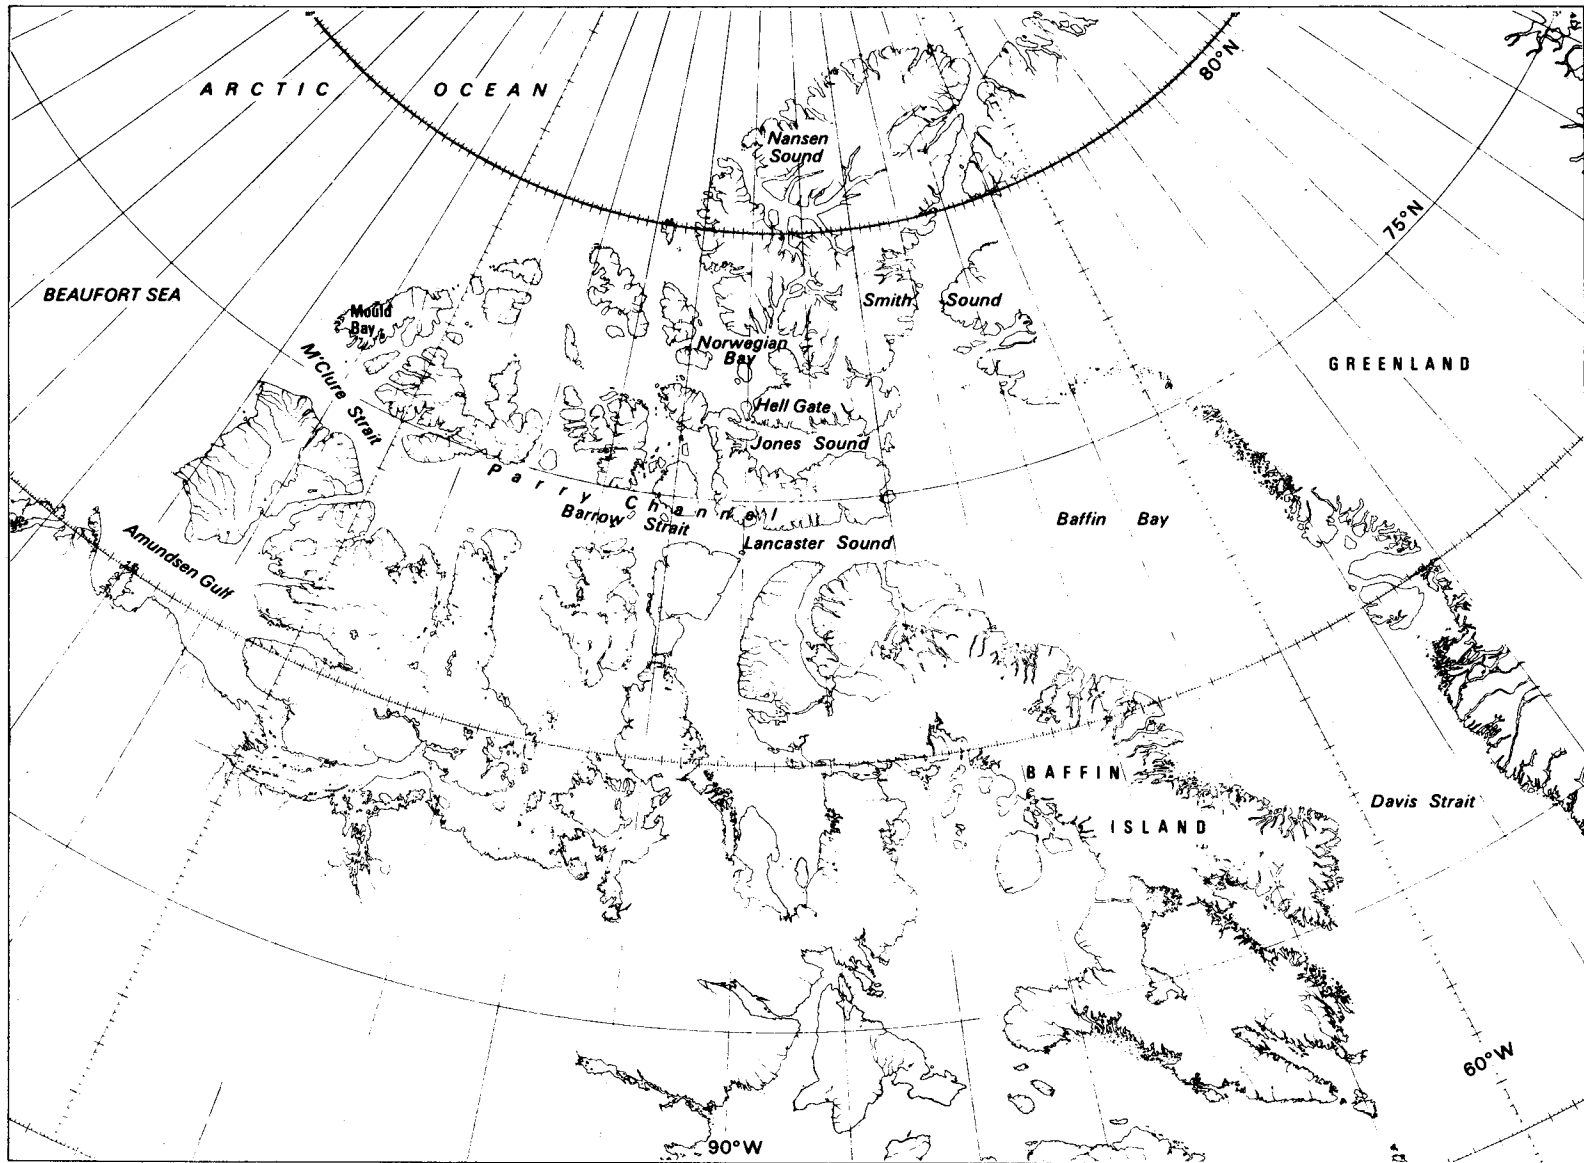 ARCTIC OCEAN
80°N
Nansen
Sound
75°N
BEAUFORT SEA
Smith Sound
Mould
Bay
Norwegian
Bay
M'Clure Strait
GREENLAND
Hell Gate
Jones Sound
Parry Channel
Barrow Strait
Baffin Bay
Lancaster Sound
Amundsen Gulf
BAFFIN
ISLAND
Davis Strait
60°W
90°W